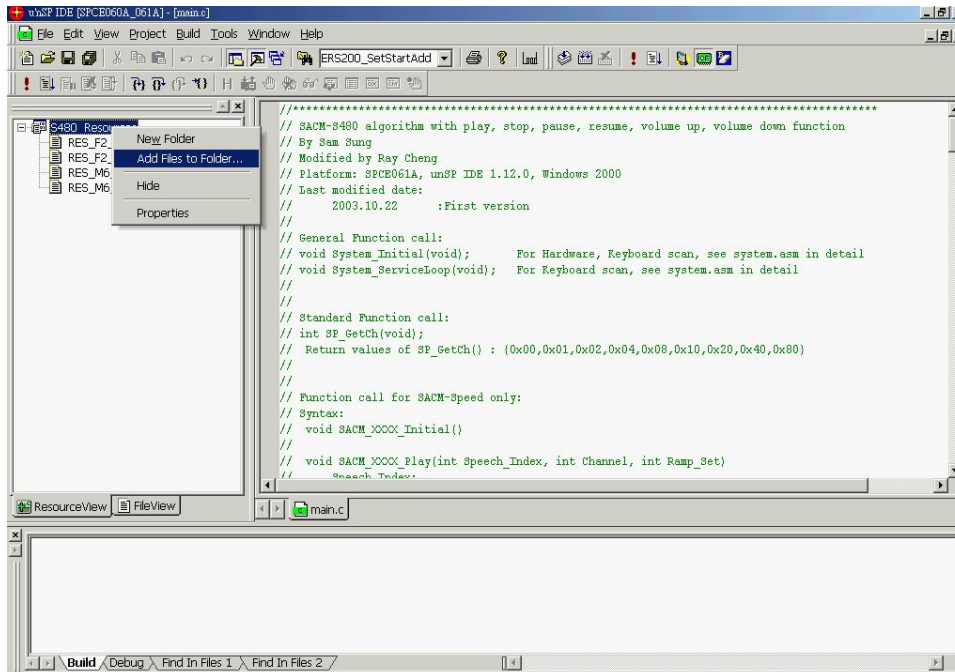 u'nSP IDE [SPCE060A_061A] - [main.c]
File Edit View Project Build Tools Window Help
ERS200_SetStartAdd
S480 Resources
RES_F2_
RES_F2_
RES_M6
RES_M6
New Folder
Add Files to Folder...
Hide
Properties
//****************************************************************************************
// SACM-S480 algorithm with play, stop, pause, resume, volume up, volume down function
// By Sam Sung
// Modified by Ray Cheng
// Platform: SPCE061A, unSP IDE 1.12.0, Windows 2000
// Last modified date:
// 2003.10.22 :First version
//
// General Function call:
// void System_Initial(void); For Hardware, Keyboard scan, see system.asm in detail
// void System_ServiceLoop(void); For Keyboard scan, see system.asm in detail
//
//
// Standard Function call:
// int SP_GetCh(void);
// Return values of SP_GetCh() : {0x00,0x01,0x02,0x04,0x08,0x10,0x20,0x40,0x80}
//
//
// Function call for SACM-Speed only:
// Syntax:
// void SACM_XXXX_Initial()
//
// void SACM_XXXX_Play(int Speech_Index, int Channel, int Ramp_Set)
// Speech_Index:
ResourceView FileView
main.c
Build Debug Find In Files 1 Find In Files 2